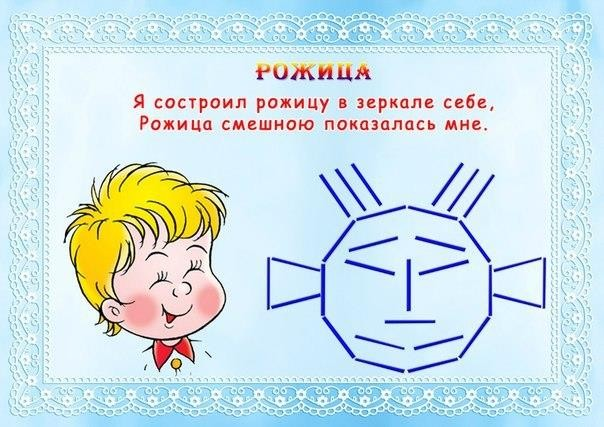 РОЖИЦА
Я состроил рожицу в зеркале себе,
Рожица смешною показалась мне.